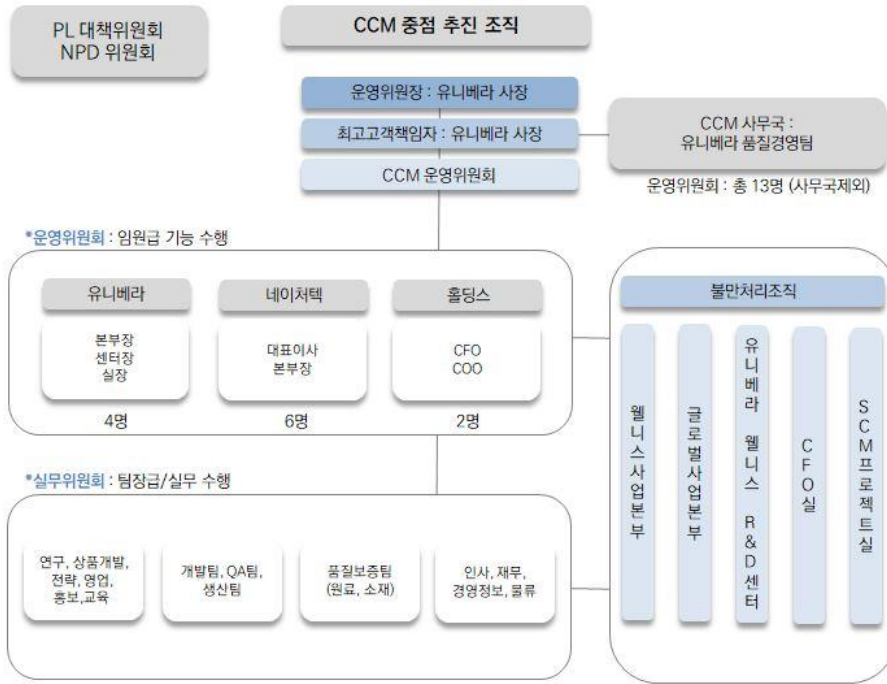 PL 대책위원회
NPD 위원회
CCM 중점 추진 조직
운영위원장 : 유니베라 사장
최고고객책임자 : 유니베라 사장
CCM 운영위원회
CCM 사무국 :
유니베라 품질경영팀
운영위원회 : 총 13명 (사무국제외)
*운영위원회 : 임원급 기능 수행
유니베라
본부장
센터장
실장
4명
네이처텍
대표이사
본부장
6명
홀딩스
CFO
COO
2명
*실무위원회 : 팀장급/실무 수행
연구, 상품개발,
전략, 영업,
홍보,교육
개발팀, QA팀,
생산팀
품질보증팀
(원료, 소재)
인사, 재무,
경영정보, 물류
불만처리조직
웰니스사업본부
글로벌사업본부
유니베라 웰니스 R&D센터
CFO실
SCM프로젝트실